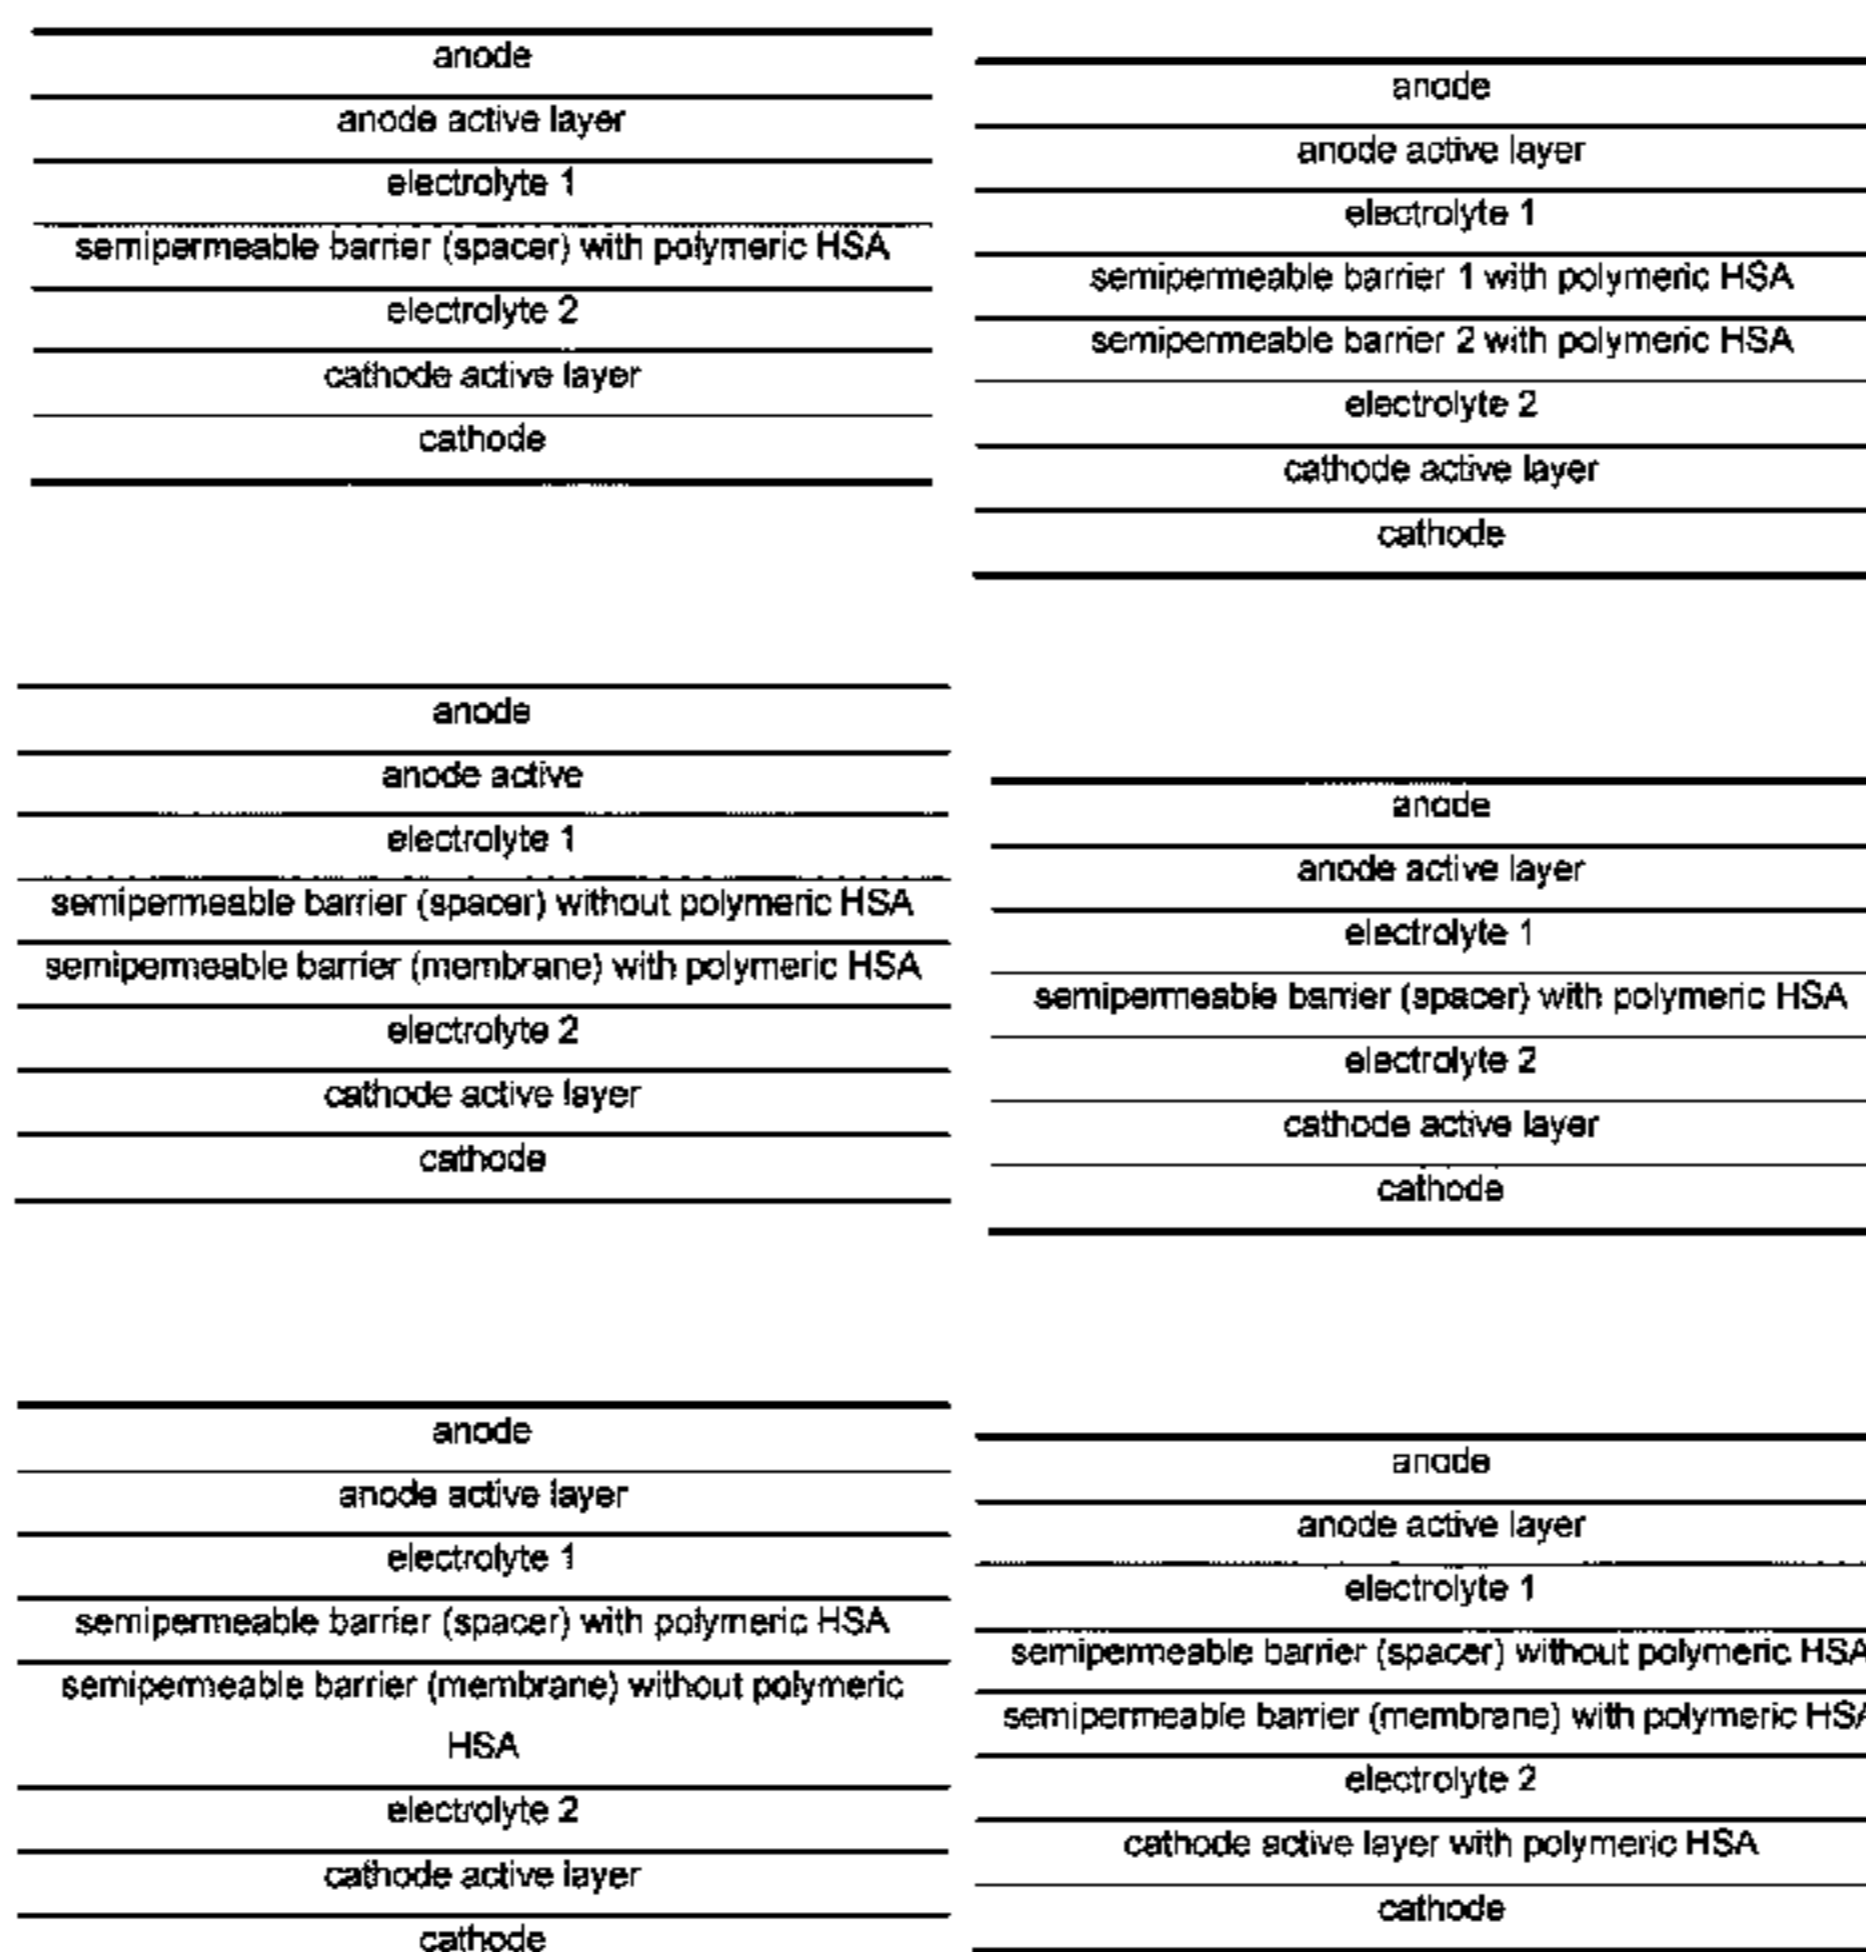 anode
anode active layer
electrolyte 1
semipermeable barrier (spacer) with polymeric HSA
electrolyte 2
cathode active layer
cathode
anode
anode active layer
electrolyte 1
semipermeable barrier 1 with polymeric HSA
semipermeable barrier 2 with polymeric HSA
electrolyte 2
cathode active layer
cathode
anode
anode active
electrolyte 1
semipermeable barrier (spacer) without polymeric HSA
semipermeable barrier (membrane) with polymeric HSA
electrolyte 2
cathode active layer
cathode
anode
anode active layer
electrolyte 1
semipermeable barrier (spacer) with polymeric HSA
electrolyte 2
cathode active layer
cathode
anode
anode active layer
electrolyte 1
semipermeable barrier (spacer) with polymeric HSA
semipermeable barrier (membrane) without polymeric
HSA
electrolyte 2
cathode active layer
cathode
anode
anode active layer
electrolyte 1
semipermeable barrier (spacer) without polymeric HSA
semipermeable barrier (membrane) with polymeric HSA
electrolyte 2
cathode active layer with polymeric HSA
cathode